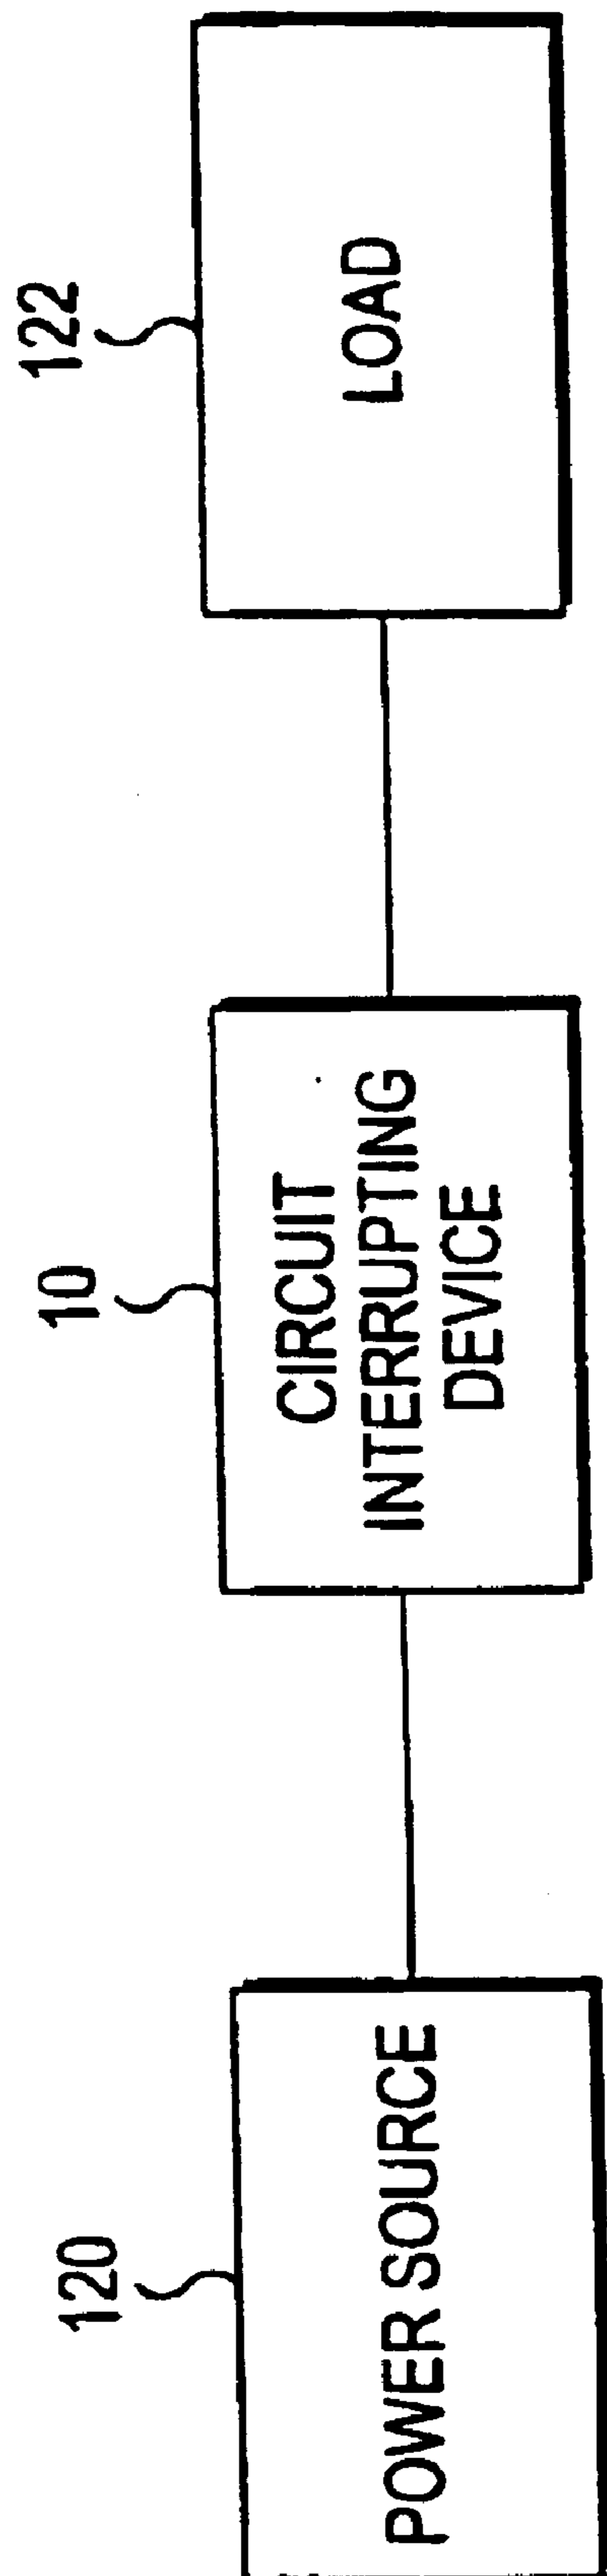 120
POWER SOURCE
10
CIRCUIT
INTERRUPTING
DEVICE
122
LOAD